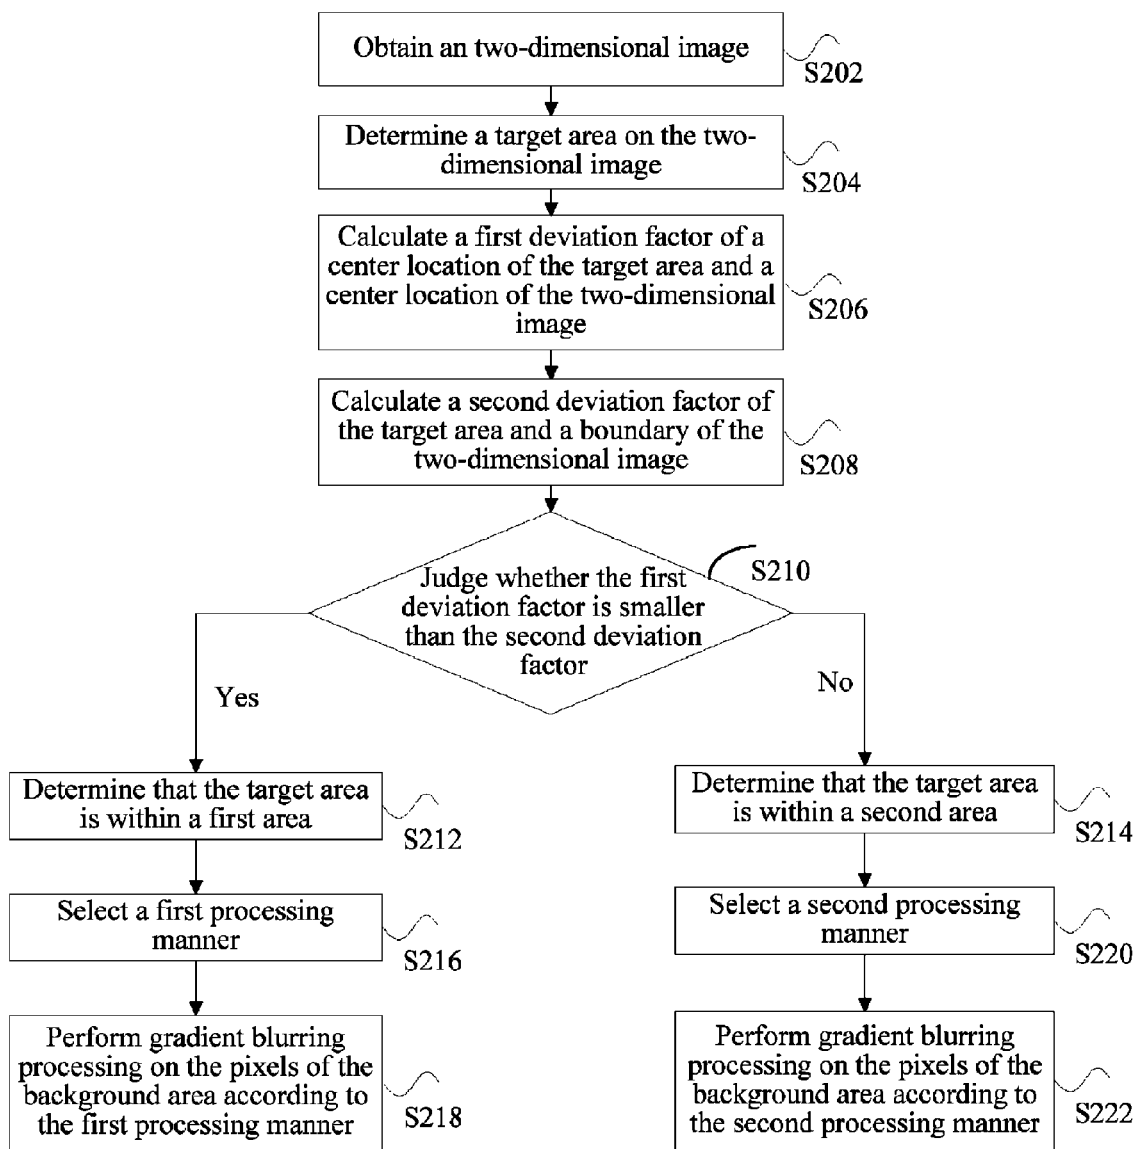 Obtain an two-dimensional image
S202
Determine a target area on the two-
dimensional image
S204
Calculate a first deviation factor of a
center location of the target area and a
center location of the two-dimensional
image
S206
Calculate a second deviation factor of
the target area and a boundary of the
two-dimensional image
S208
Judge whether the first
deviation factor is smaller
than the second deviation
factor
S210
Yes
No
Determine that the target area
is within a first area
S212
Determine that the target area
is within a second area
S214
Select a first processing
manner
S216
Select a second processing
manner
S220
Perform gradient blurring
processing on the pixels of the
background area according to
the first processing manner
S218
Perform gradient blurring
processing on the pixels of the
background area according to
the second processing manner
S222